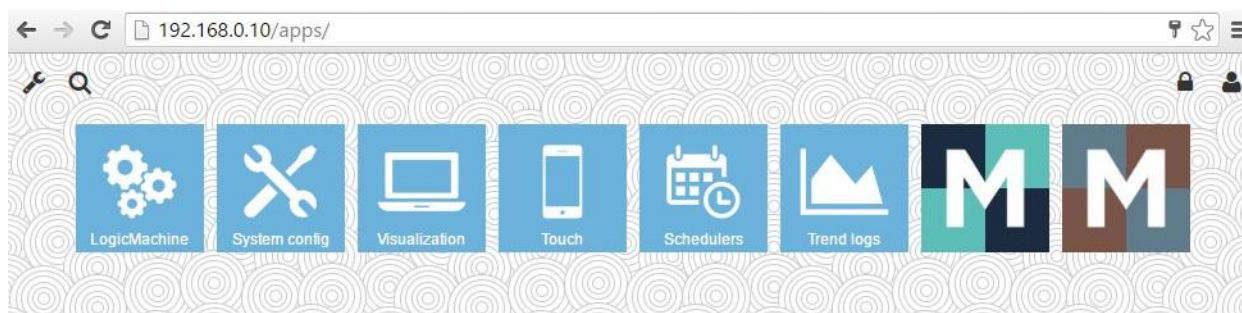 192.168.0.10/apps/
LogicMachine
System config
Visualization
Touch
Schedulers
Trend logs
M
M